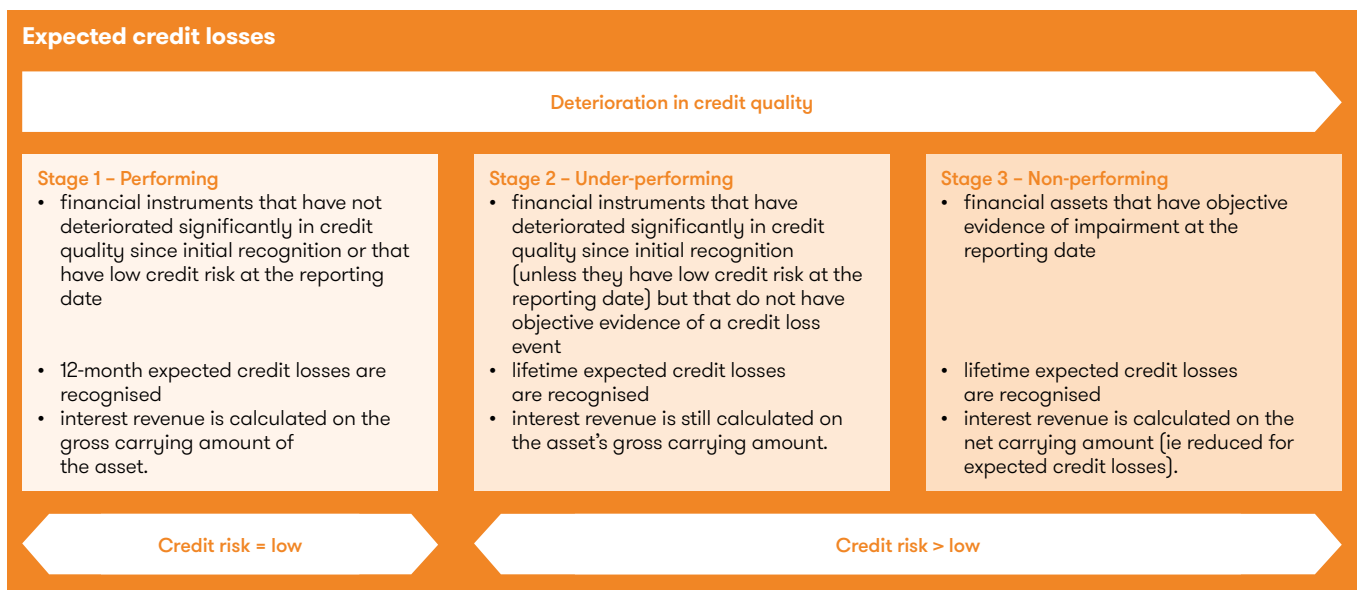 Expected credit losses
Deterioration in credit quality
Stage 1 – Performing
• financial instruments that have not
deteriorated significantly in credit
quality since initial recognition or that
have low credit risk at the reporting
date
• 12-month expected credit losses are
recognised
• interest revenue is calculated on the
gross carrying amount of
the asset.
Stage 2 – Under-performing
• financial instruments that have
deteriorated significantly in credit
quality since initial recognition
(unless they have low credit risk at the
reporting date) but that do not have
objective evidence of a credit loss
event
• lifetime expected credit losses
are recognised
• interest revenue is still calculated on
the asset's gross carrying amount.
Stage 3 – Non-performing
• financial assets that have objective
evidence of impairment at the
reporting date
• lifetime expected credit losses
are recognised
• interest revenue is calculated on the
net carrying amount (ie reduced for
expected credit losses).
Credit risk = low
Credit risk > low